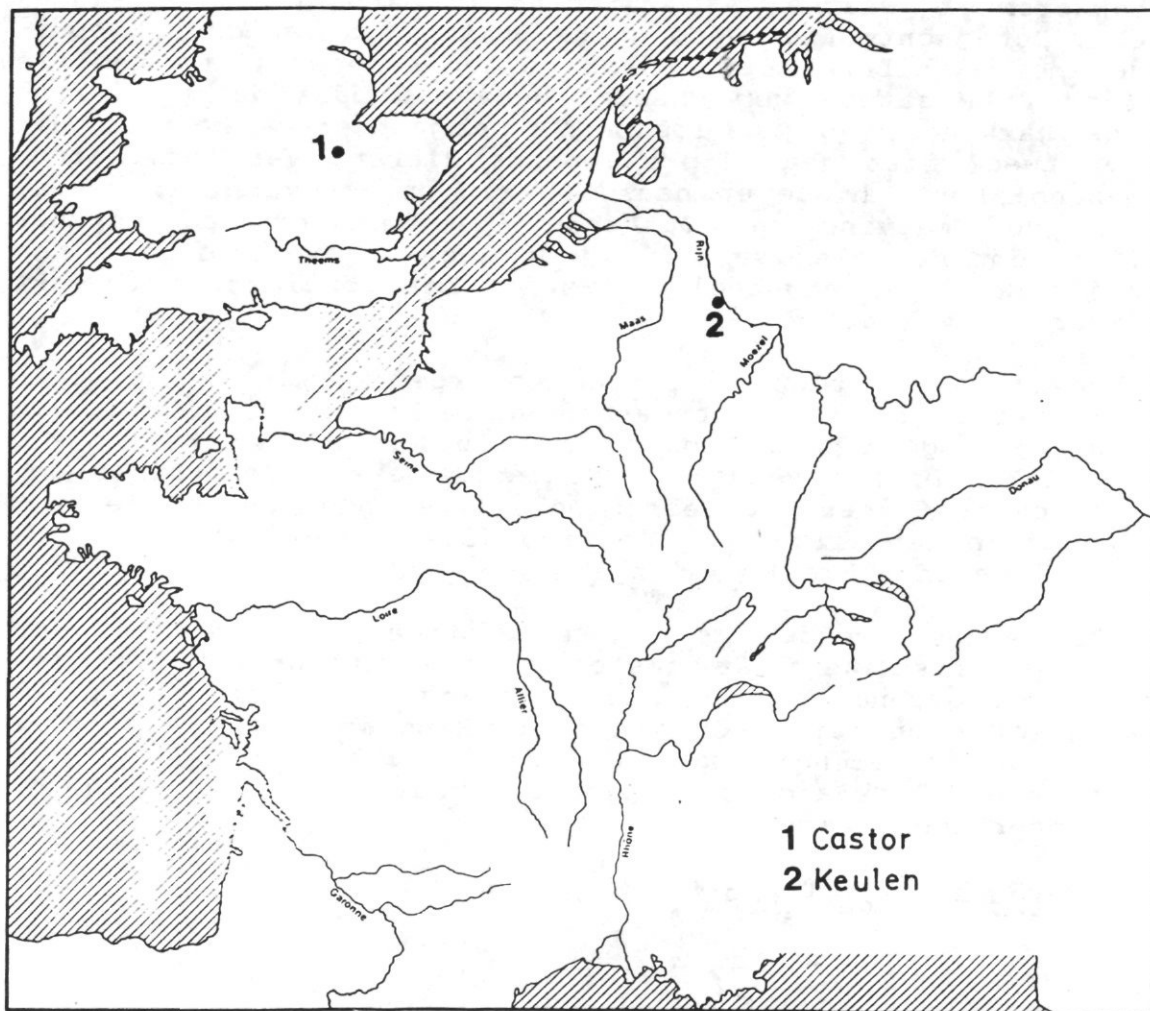 1
Theems
Rijn
Maas
2
Moezel
Seine
Donau
Loire
Allier
Rhône
Garonne
1 Castor
2 Keulen